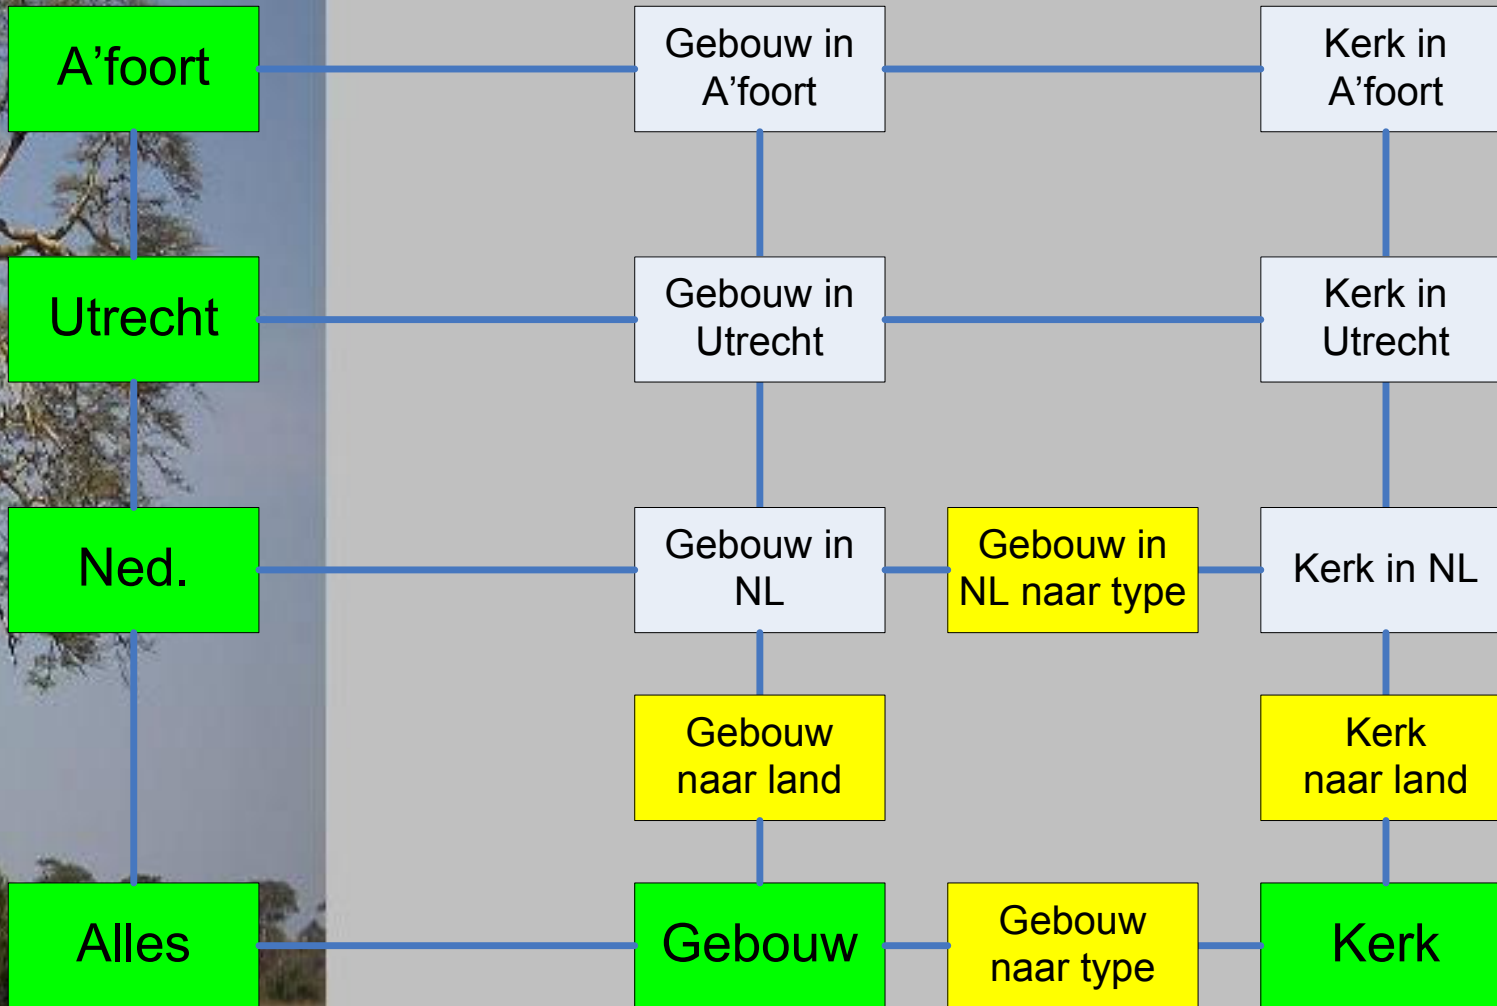 A'foort
Gebouw in
A'foort
Kerk in
A'foort
Utrecht
Gebouw in
Utrecht
Kerk in
Utrecht
Ned.
Gebouw in
NL
Gebouw in
NL naar type
Kerk in NL
Gebouw
naar land
Kerk
naar land
Alles
Gebouw
Gebouw
naar type
Kerk